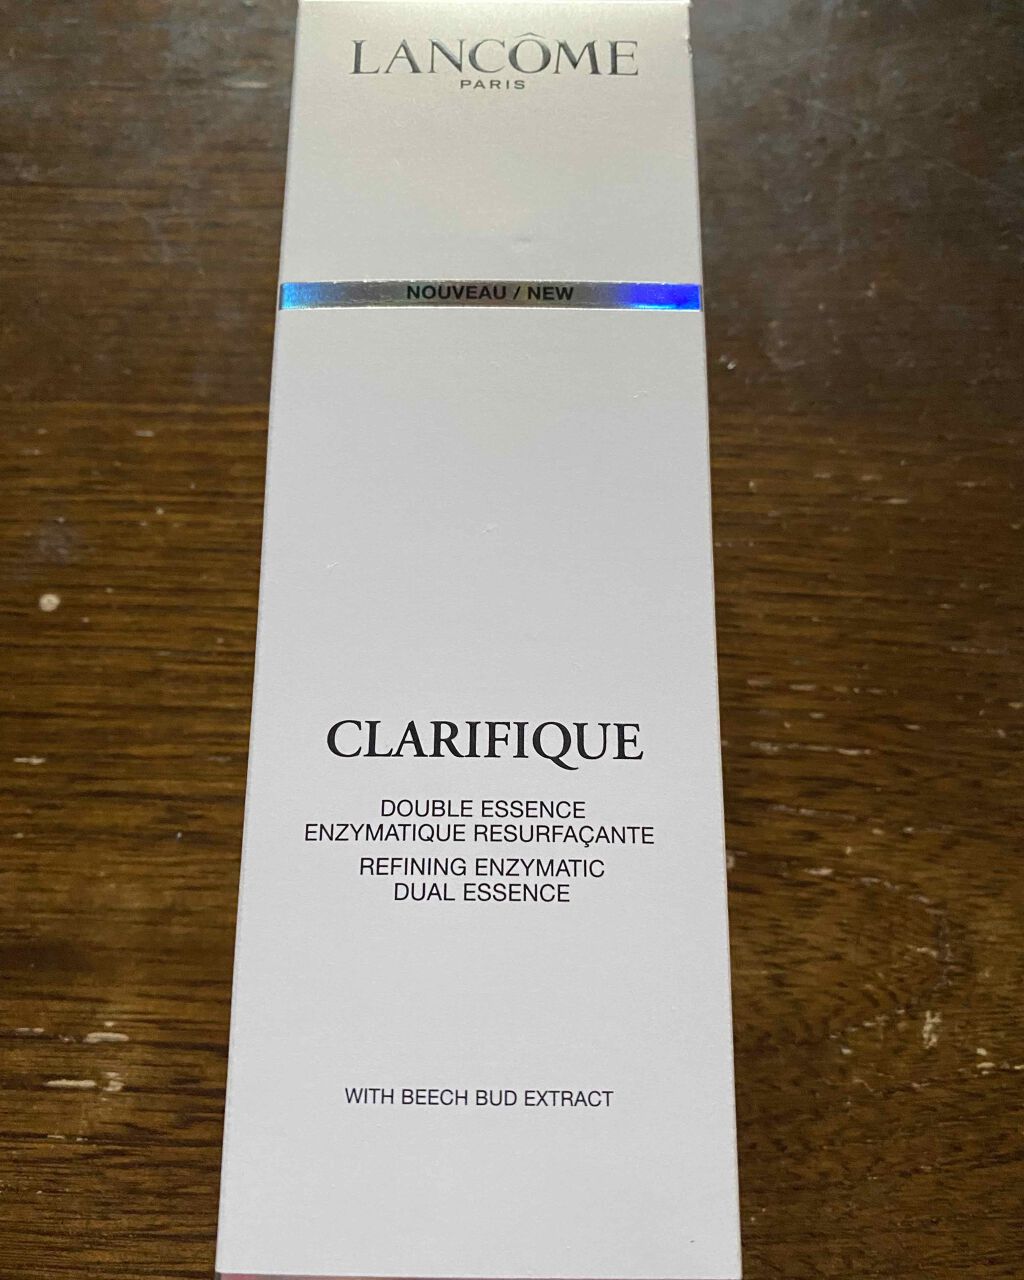 LANCÔME
PARIS
NOUVEAU / NEW
CLARIFIQUE
DOUBLE ESSENCE
ENZYMATIQUE RESURFAÇANTE
REFINING ENZYMATIC
DUAL ESSENCE
WITH BEECH BUD EXTRACT